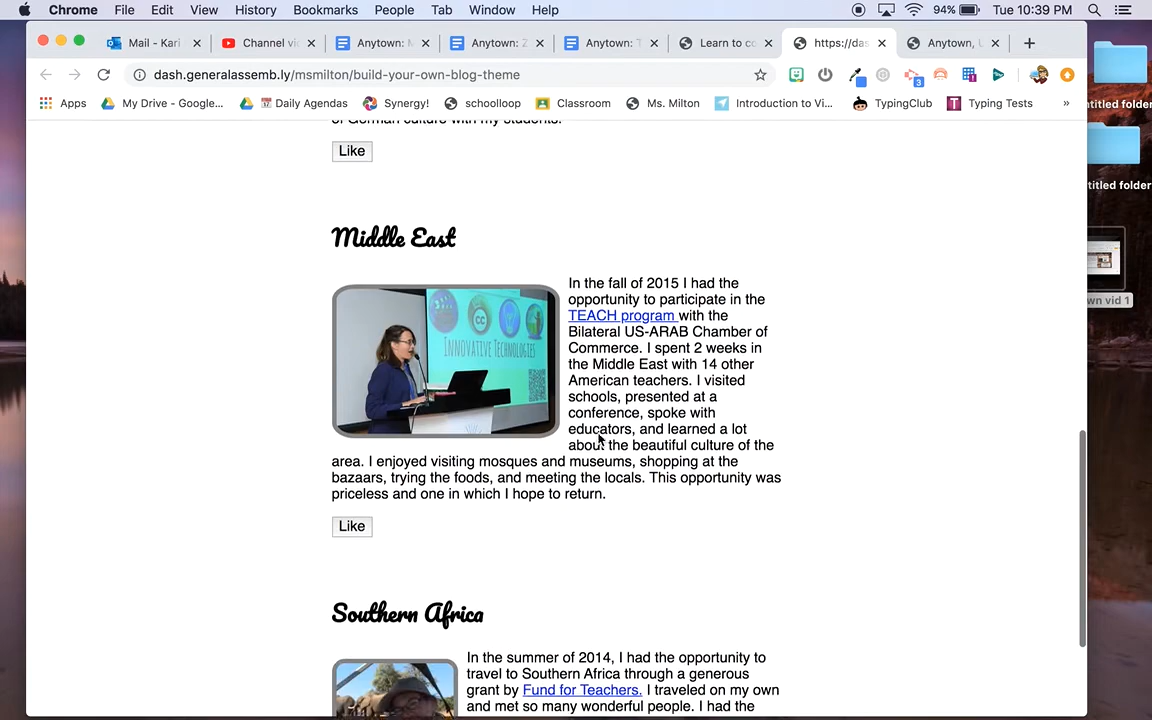 Chrome File Edit View History Bookmarks People Tab Window Help 94% Tue 10:39 PM
Mail - Kari Channel vi Anytown: Anytown: Anytown: Learn to co https://das Anytown,
dash.generalassemb.ly/msmilton/build-your-own-blog-theme
Apps My Drive - Google... Daily Agendas Synergy! schoolloop Classroom Ms. Milton Introduction to Vi... TypingClub Typing Tests »
ntitled folder
titled folder
wn vid 1
of German culture with my students.
Like
Middle East
INNOVATIVE TECHNOLOGIES
In the fall of 2015 I had the
opportunity to participate in the
TEACH program with the
Bilateral US-ARAB Chamber of
Commerce. I spent 2 weeks in
the Middle East with 14 other
American teachers. I visited
schools, presented at a
conference, spoke with
educators, and learned a lot
about the beautiful culture of the
area. I enjoyed visiting mosques and museums, shopping at the
bazaars, trying the foods, and meeting the locals. This opportunity was
priceless and one in which I hope to return.
Like
Southern Africa
In the summer of 2014, I had the opportunity to
travel to Southern Africa through a generous
grant by Fund for Teachers. I traveled on my own
and met so many wonderful people. I had the